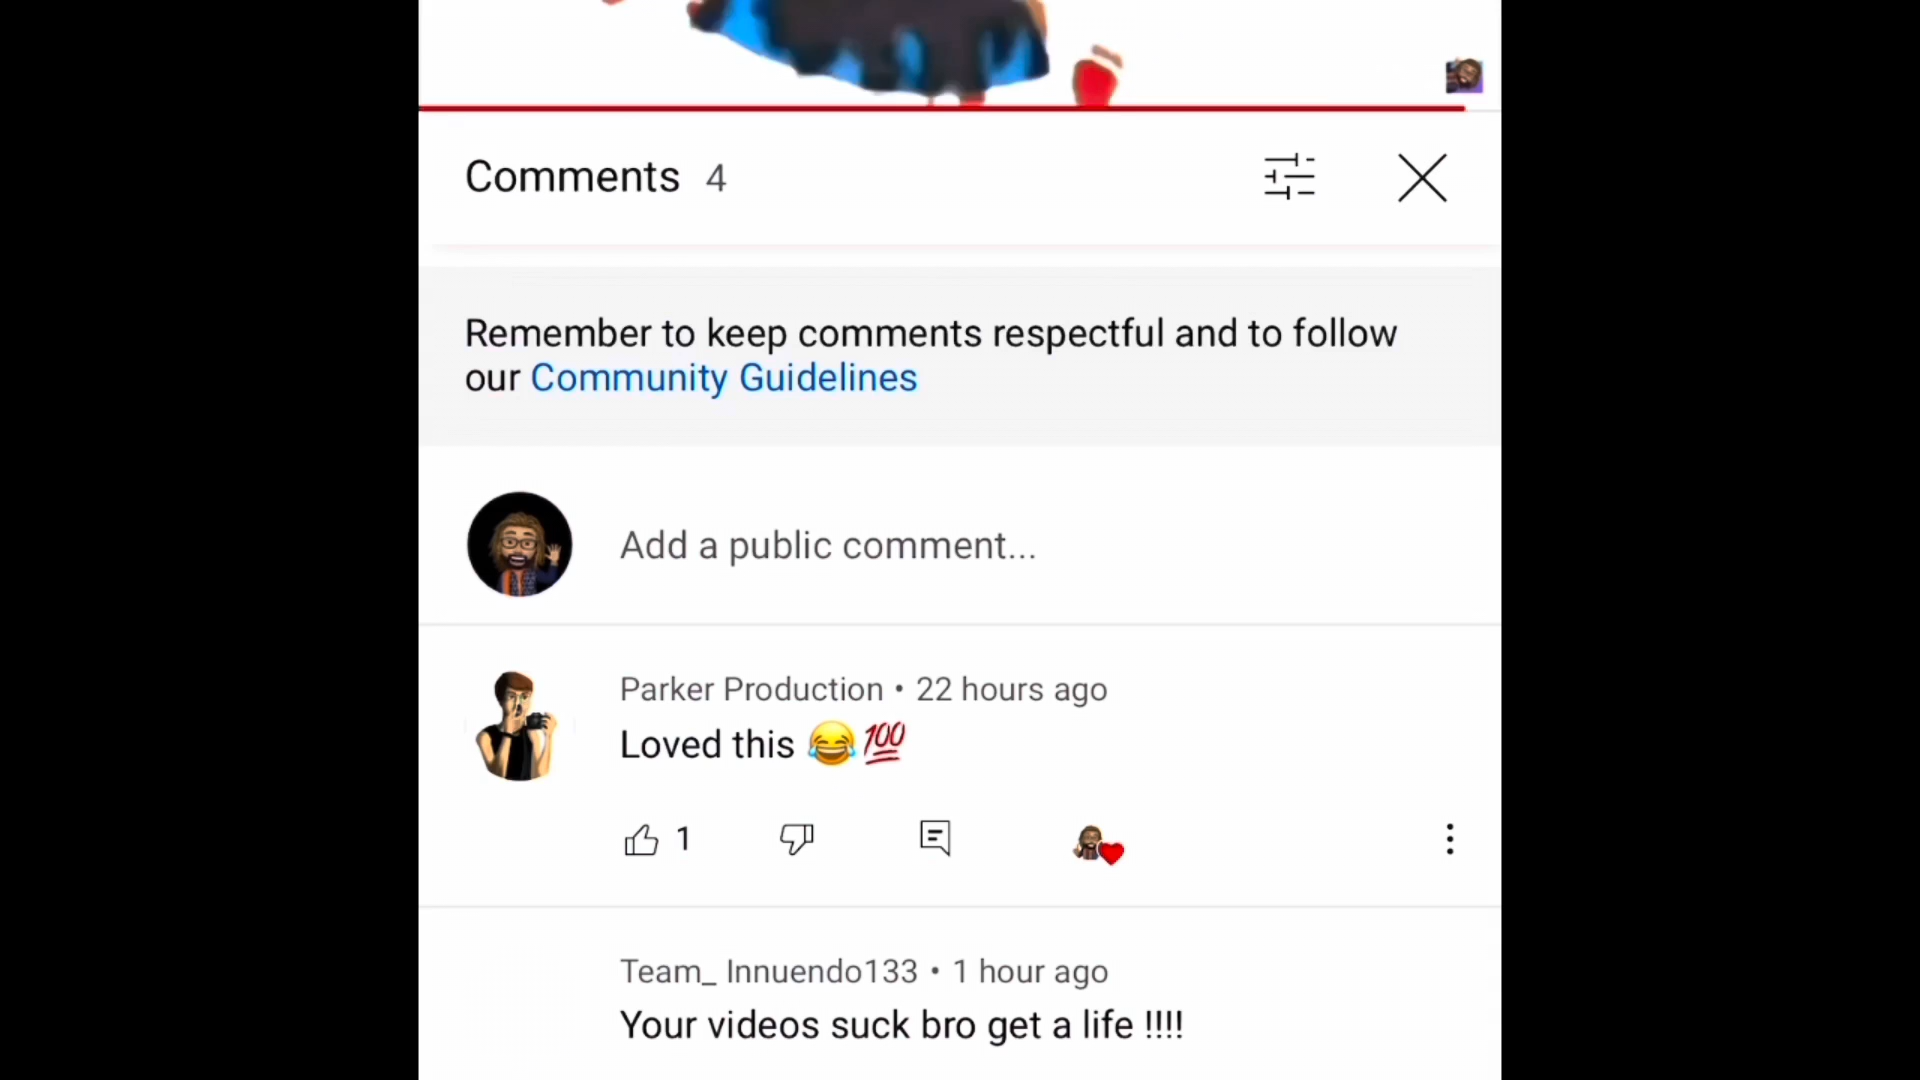 Comments 4
Remember to keep comments respectful and to follow
our Community Guidelines
Add a public comment...
Parker Production • 22 hours ago
Loved this 😂💯
1
Team_ Innuendo133 • 1 hour ago
Your videos suck bro get a life !!!!